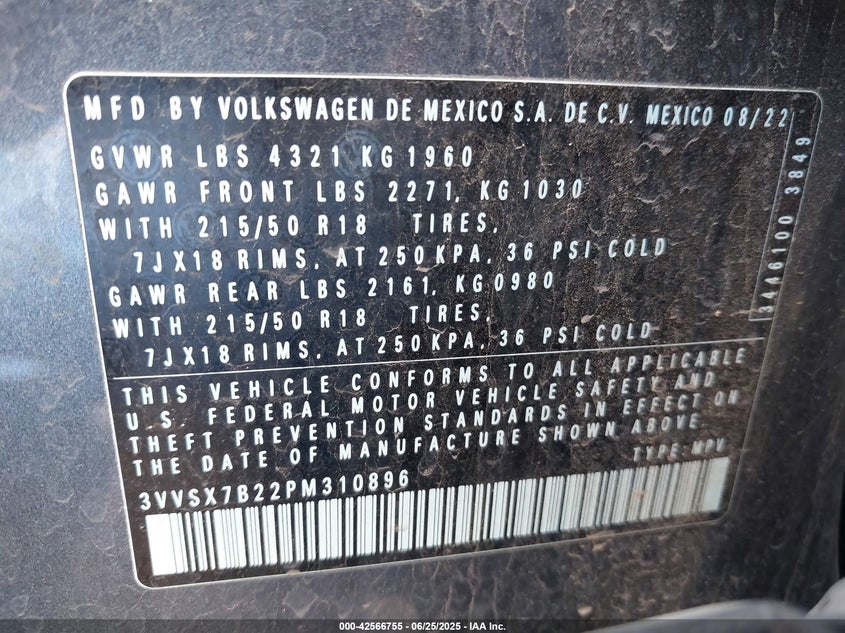 MFD BY VOLKSWAGEN DE MEXICO S.A. DE C.V. MEXICO 08/22
GVWR LBS 4321 KG 1960
GAWR FRONT LBS 2271, KG 1030
WITH 215/50 R18 TIRES,
7JX18 RIMS, AT 250 KPA, 36 PSI COLD
GAWR REAR LBS 2161, KG0980
WITH 215/50 R18 TIRES,
7JX18 RIMS, AT 250 KPA, 36 PSI COLD
3446100 3849
THIS VEHICLE CONFORMS TO ALL APPLICABLE
U.S. FEDERAL MOTOR VEHICLE SAFETY AND
THEFT PREVENTION STANDARDS IN EFFECT ON
THE DATE OF MANUFACTURE SHOWN ABOVE.
TYPE: MPV
3VVSX7B22PM310896
000-42566755 - 06/25/2025 - IAA Inc.